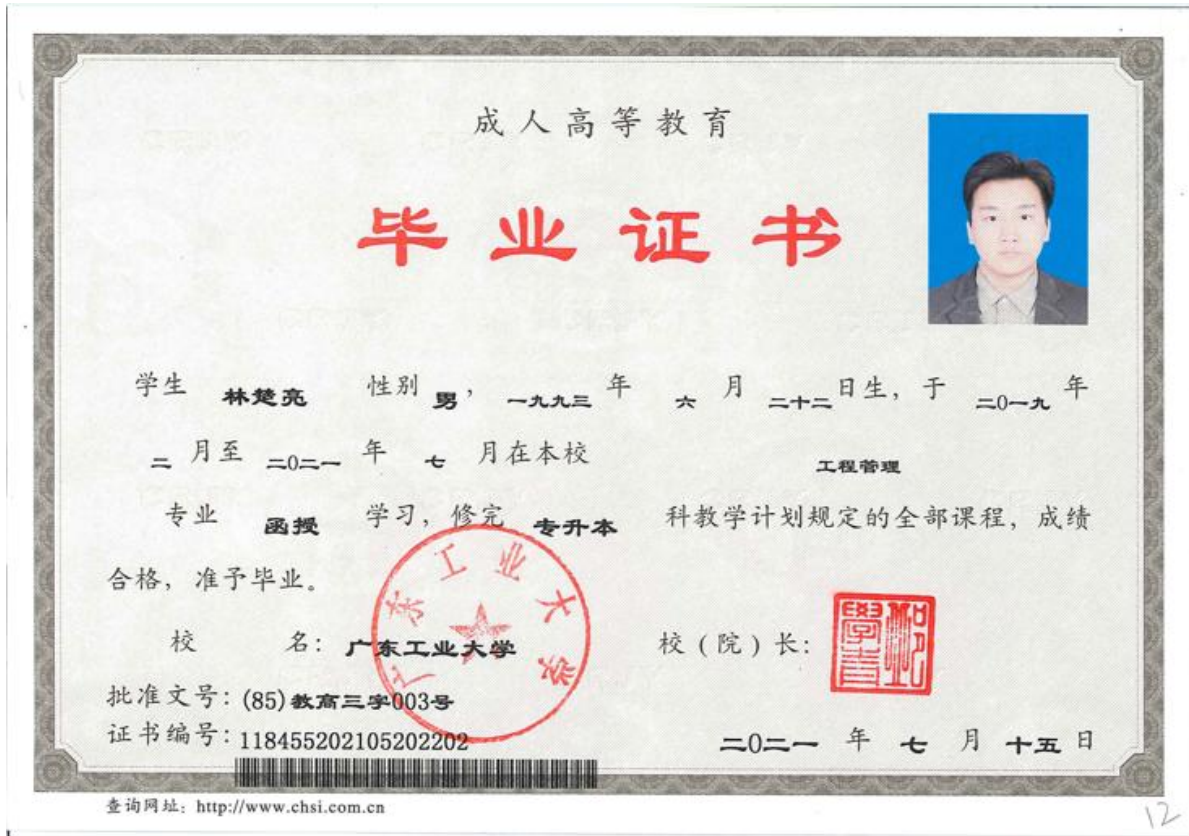 成人高等教育
毕业证书
学生 林楚亮 性别 男， 一九九三 年 六 月 二十二 日生，于 二0一九 年
二 月至 二0二一 年 七 月在本校 工程管理
专业 函授 学习，修完 专升本 科教学计划规定的全部课程，成绩
合格，准予毕业。
广东工业大学
校 名：广东工业大学 校（院）长：
批准文号：(85)教高三字003号
证书编号：118455202105202202
二0二一 年 七 月 十五 日
查询网址：http://www.chsi.com.cn
12